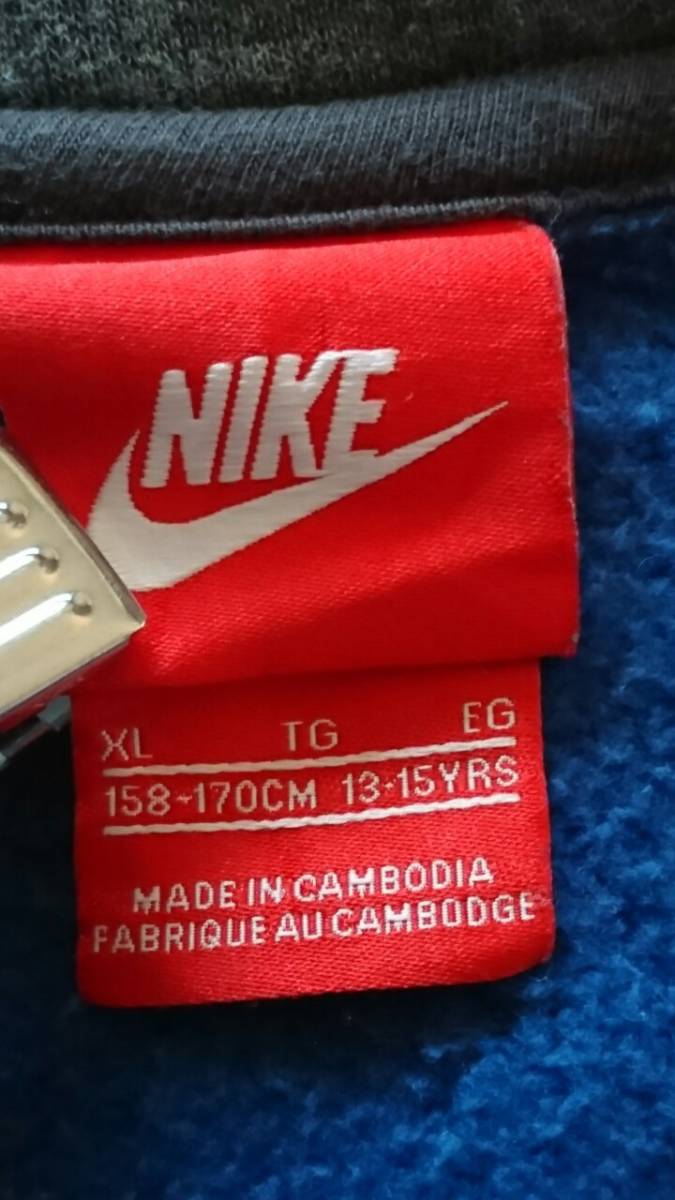 NIKE
XL TG EG
158-170CM 13-15YRS
MADE IN CAMBODIA
FABRIQUE AU CAMBODGE